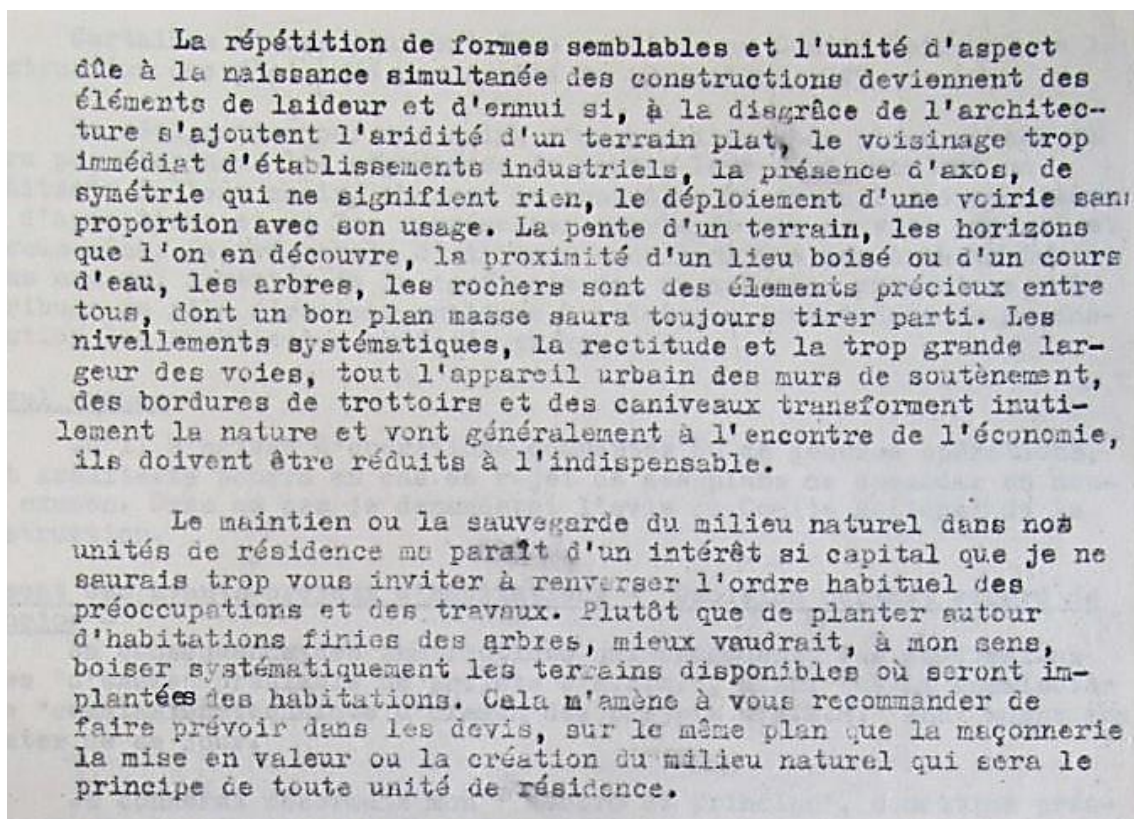 La répétition de formes semblables et l'unité d'aspect
dûe à la naissance simultanée des constructions deviennent des
éléments de laideur et d'ennui si, à la disgrâce de l'architec-
ture s'ajoutent l'aridité d'un terrain plat, le voisinage trop
immédiat d'établissements industriels, la présence d'axos, de
symétrie qui ne signifient rien, le déploiement d'une voirie sans
proportion avec son usage. La pente d'un terrain, les horizons
que l'on en découvre, la proximité d'un lieu boisé ou d'un cours
d'eau, les arbres, les rochers sont des élements précieux entre
tous, dont un bon plan masse saura toujours tirer parti. Les
nivellements systématiques, la rectitude et la trop grande lar-
geur des voies, tout l'appareil urbain des murs de soutènement,
des bordures de trottoirs et des caniveaux transforment inuti-
lement la nature et vont généralement à l'encontre de l'économie,
ils doivent être réduits à l'indispensable.
Le maintien ou la sauvegarde du milieu naturel dans nos
unités de résidence me paraît d'un intérêt si capital que je ne
saurais trop vous inviter à renverser l'ordre habituel des
préoccupations et des travaux. Plutôt que de planter autour
d'habitations finies des arbres, mieux vaudrait, à mon sens,
boiser systématiquement les terrains disponibles où seront im-
plantées des habitations. Cela m'amène à vous recommander de
faire prévoir dans les devis, sur le même plan que la maçonnerie
la mise en valeur ou la création du milieu naturel qui sera le
principe de toute unité de résidence.